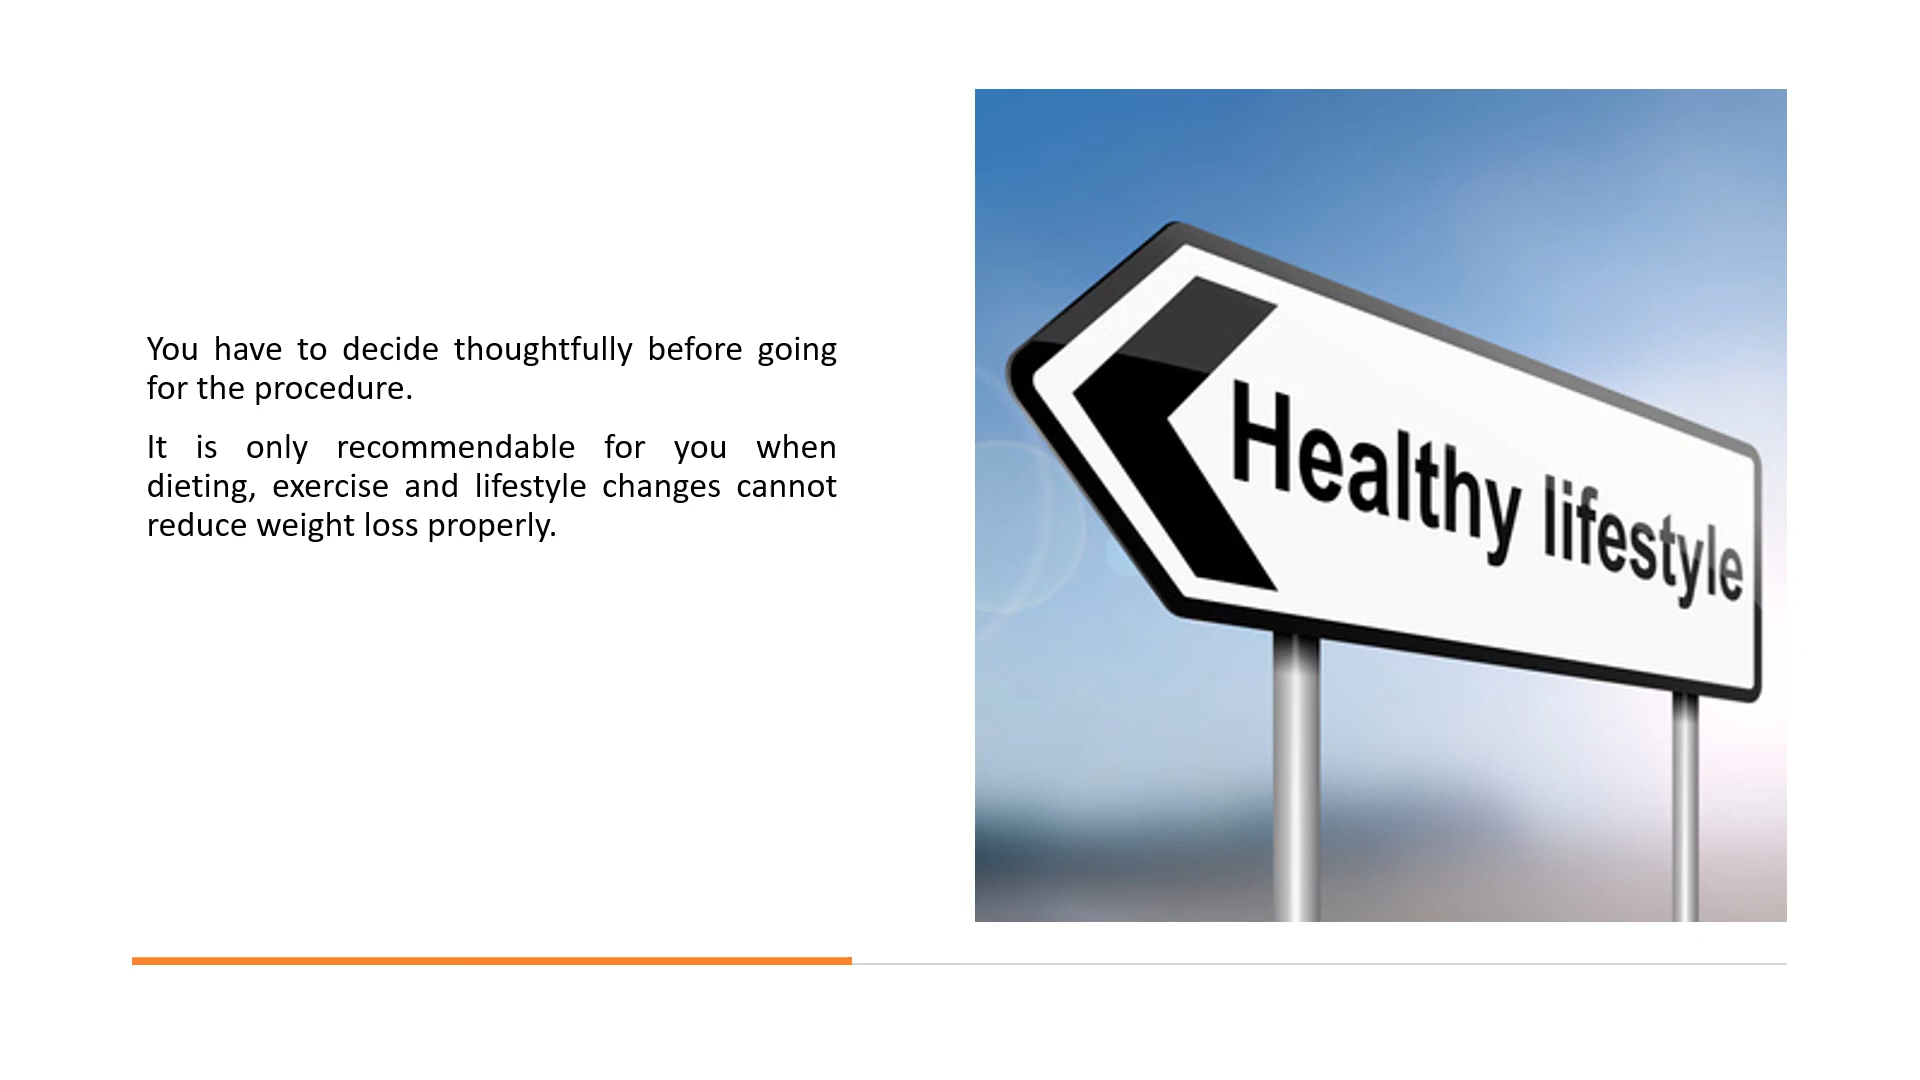 You have to decide thoughtfully before going
for the procedure.
It is only recommendable for you when
dieting, exercise and lifestyle changes cannot
reduce weight loss properly.
Healthy lifestyle